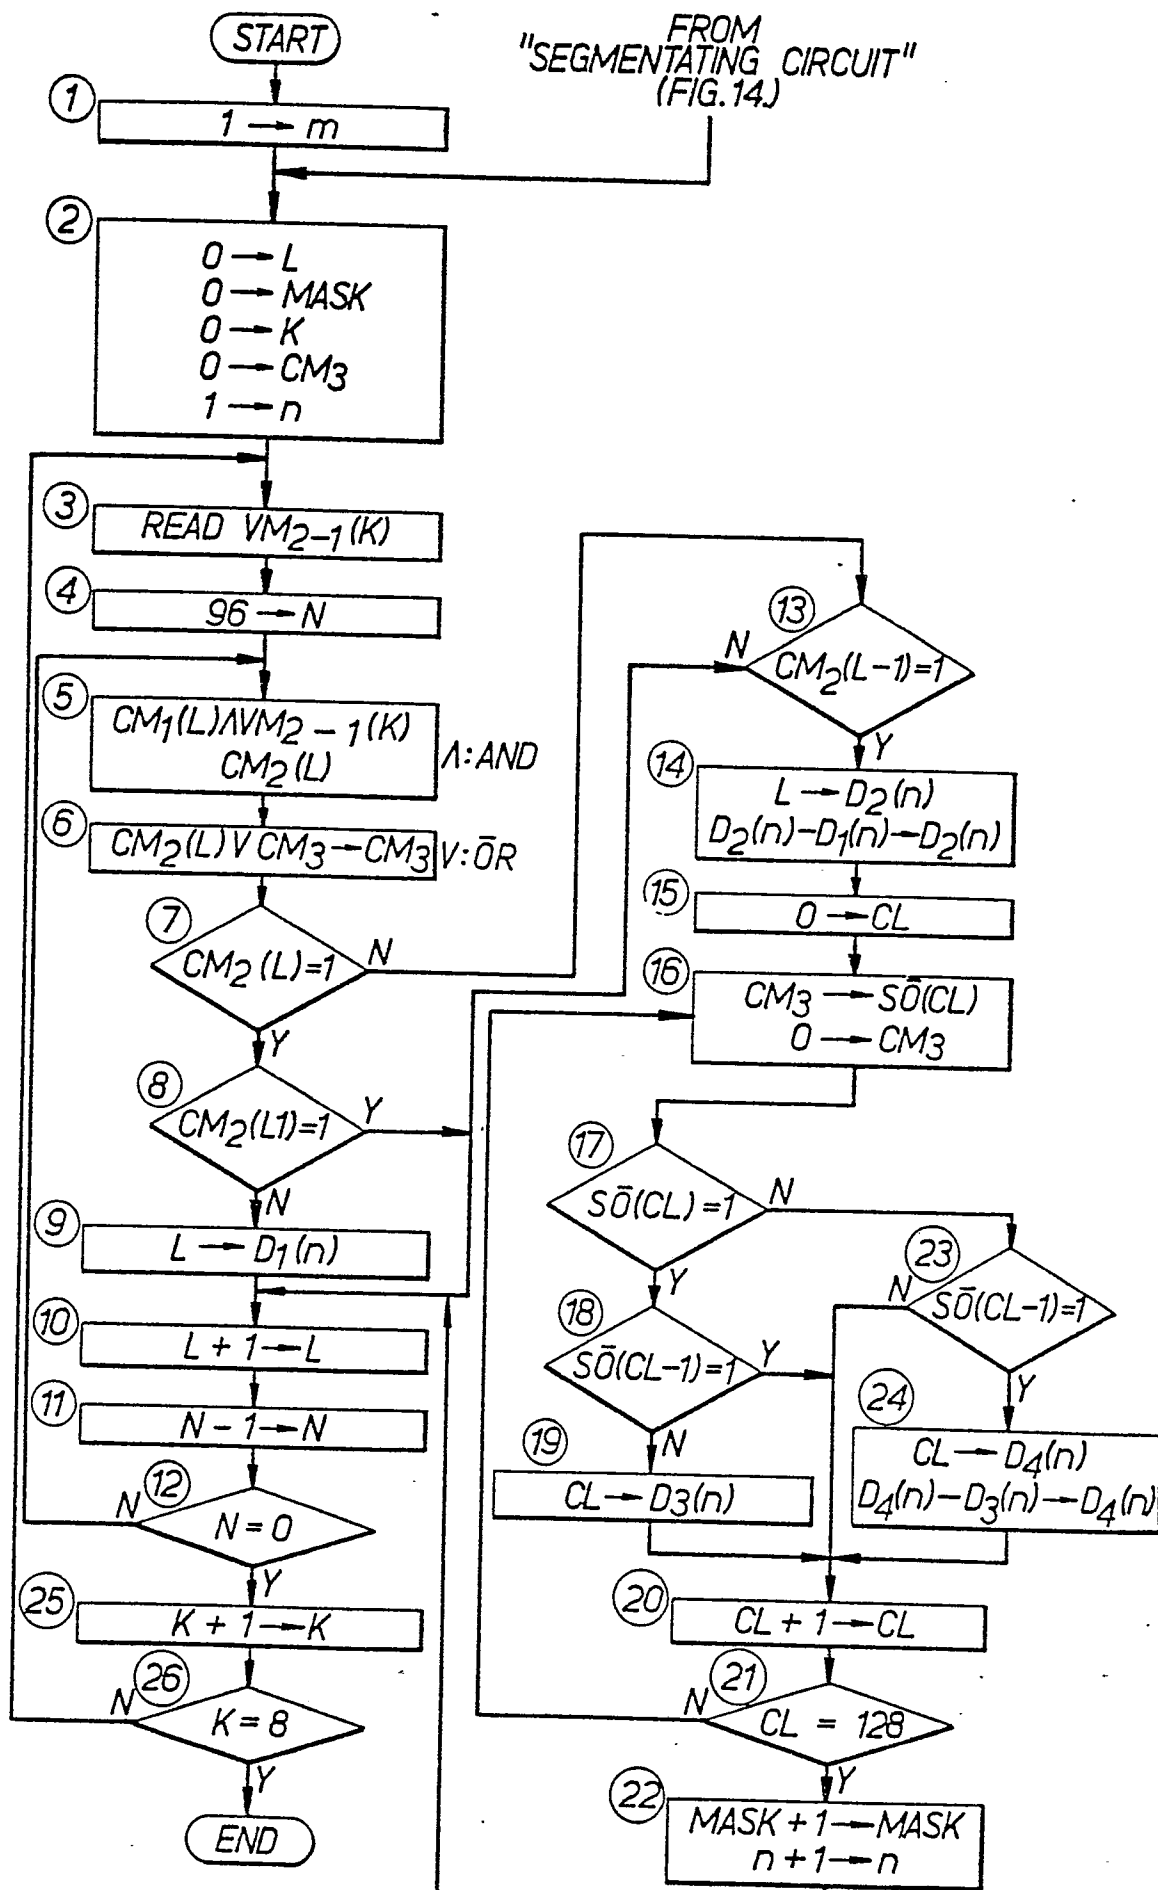 START
FROM
"SEGMENTATING CIRCUIT"
(FIG. 14.)
1
1 → m
2
0 → L
0 → MASK
0 → K
0 → CM3
1 → n
3
READ VM2-1(K)
4
96 → N
5
CM1(L)ΛVM2-1(K)
CM2(L)
Λ:AND
6
CM2(L) V CM3 → CM3
V:ŌR
7
CM2(L)=1
N
Y
8
CM2(L1)=1
Y
N
9
L → D1(n)
10
L + 1 → L
11
N - 1 → N
12
N = 0
N
Y
25
K + 1 → K
26
K = 8
N
Y
END
13
CM2(L-1)=1
N
Y
14
L → D2(n)
D2(n)-D1(n)→D2(n)
15
0 → CL
16
CM3 → SŌ(CL)
0 → CM3
17
SŌ(CL)=1
N
Y
18
SŌ(CL-1)=1
Y
N
19
CL → D3(n)
23
SŌ(CL-1)=1
N
Y
24
CL → D4(n)
D4(n)-D3(n)→D4(n)
20
CL + 1 → CL
21
CL = 128
N
Y
22
MASK + 1 → MASK
n + 1 → n